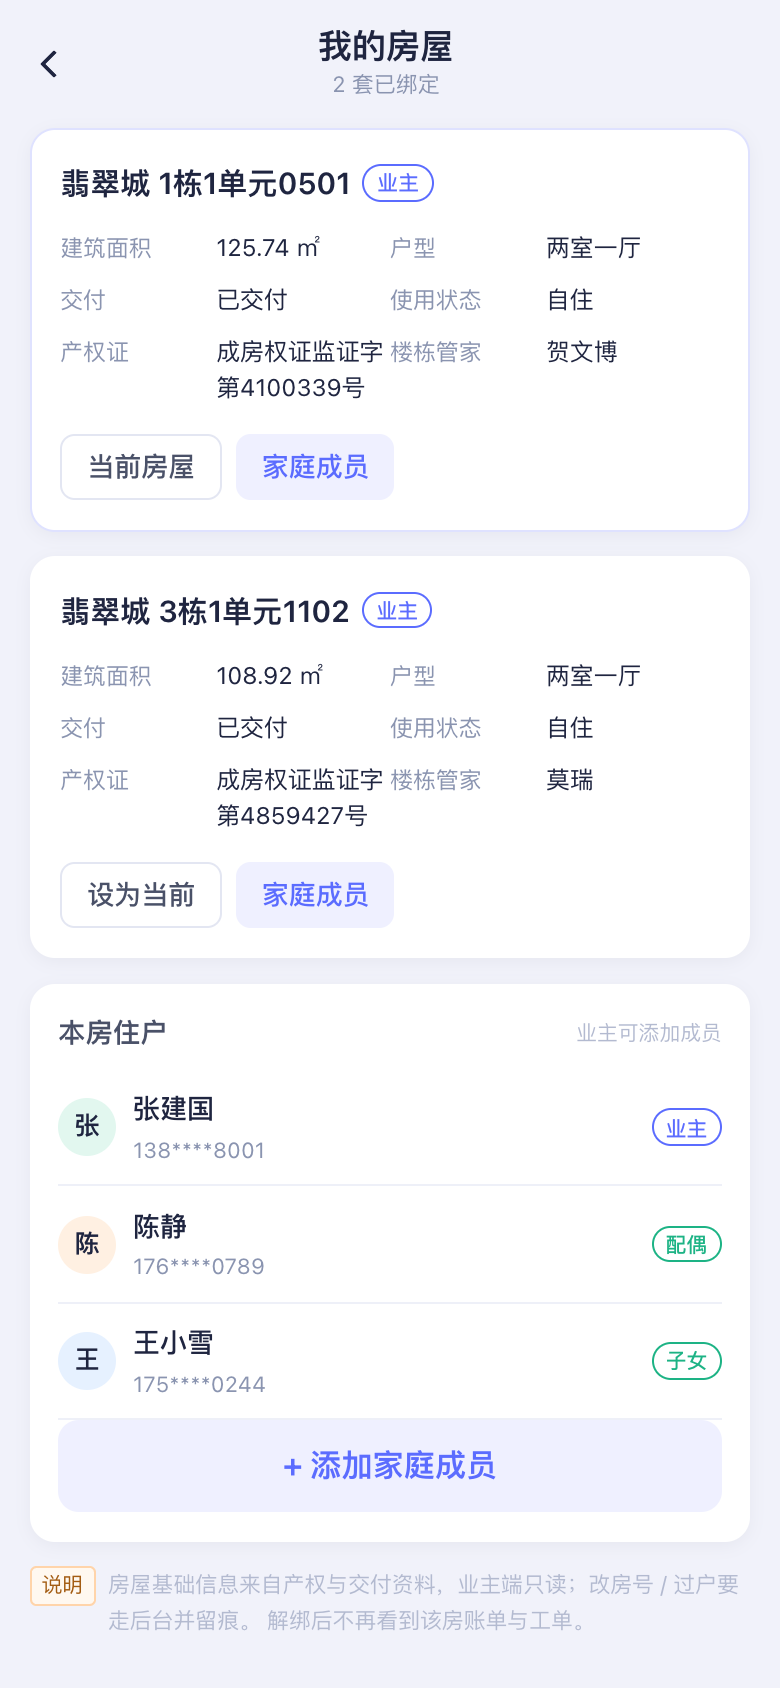 我的房屋
2 套已绑定
翡翠城 1栋1单元0501 业主
建筑面积 125.74 ㎡ 户型 两室一厅
交付 已交付 使用状态 自住
产权证 成房权证监证字 楼栋管家 贺文博
第4100339号
当前房屋 家庭成员
翡翠城 3栋1单元1102 业主
建筑面积 108.92 ㎡ 户型 两室一厅
交付 已交付 使用状态 自住
产权证 成房权证监证字 楼栋管家 莫瑞
第4859427号
设为当前 家庭成员
本房住户 业主可添加成员
张 张建国 业主
138****8001
陈 陈静 配偶
176****0789
王 王小雪 子女
175****0244
+ 添加家庭成员
说明 房屋基础信息来自产权与交付资料，业主端只读；改房号 / 过户要
走后台并留痕。 解绑后不再看到该房账单与工单。